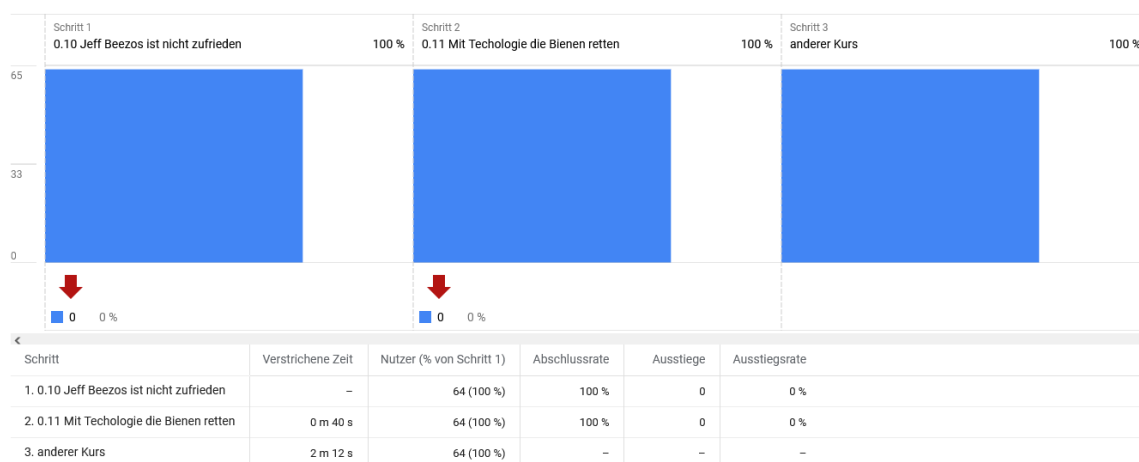 Schritt 1
0.10 Jeff Beezos ist nicht zufrieden 100 %
Schritt 2
0.11 Mit Techologie die Bienen retten 100 %
Schritt 3
anderer Kurs 100 %
65
33
0
0 0 %
0 0 %
Schritt Verstrichene Zeit Nutzer (% von Schritt 1) Abschlussrate Ausstiege Ausstiegsrate
1. 0.10 Jeff Beezos ist nicht zufrieden – 64 (100 %) 100 % 0 0 %
2. 0.11 Mit Techologie die Bienen retten 0 m 40 s 64 (100 %) 100 % 0 0 %
3. anderer Kurs 2 m 12 s 64 (100 %) – – –